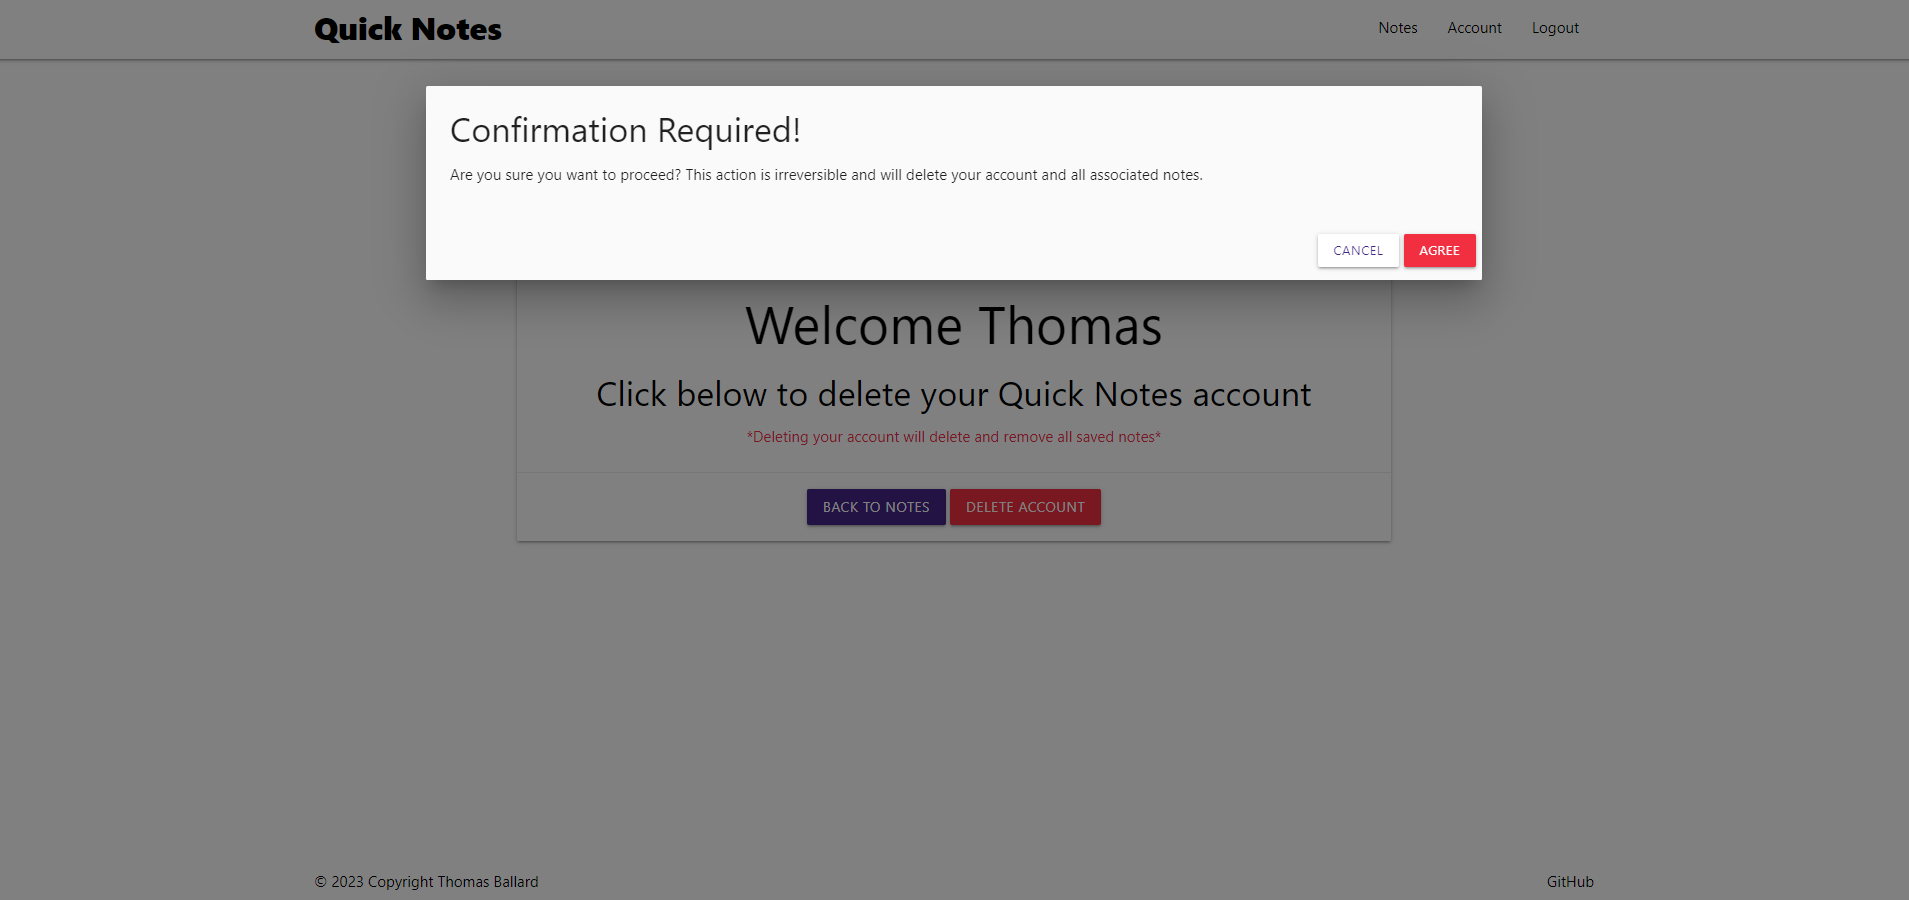 Quick Notes
Notes
Account
Logout
Confirmation Required!
Are you sure you want to proceed? This action is irreversible and will delete your account and all associated notes.
CANCEL
AGREE
Welcome Thomas
Click below to delete your Quick Notes account
*Deleting your account will delete and remove all saved notes*
BACK TO NOTES
DELETE ACCOUNT
© 2023 Copyright Thomas Ballard
GitHub